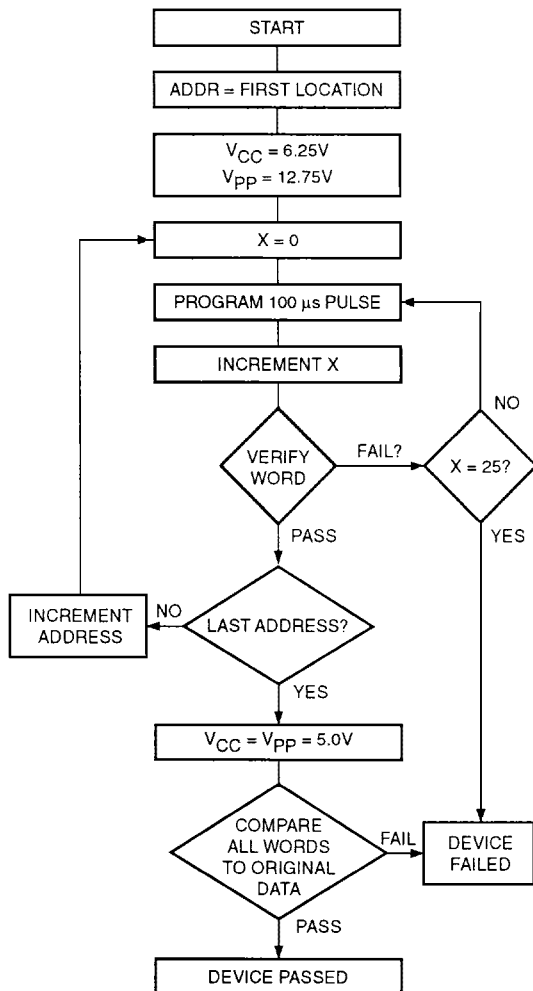 START
ADDR = FIRST LOCATION
VCC = 6.25V
VPP = 12.75V
X = 0
PROGRAM 100 µs PULSE
INCREMENT X
NO
VERIFY
WORD
FAIL?
X = 25?
PASS
YES
INCREMENT
ADDRESS
NO
LAST ADDRESS?
YES
VCC = VPP = 5.0V
COMPARE
ALL WORDS
TO ORIGINAL
DATA
FAIL
DEVICE
FAILED
PASS
DEVICE PASSED